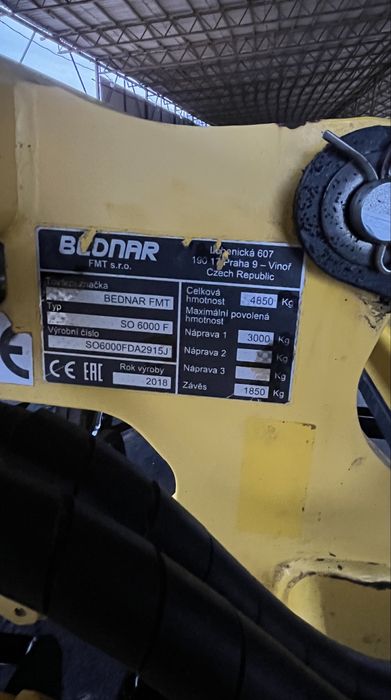 BEDNAR
FMT s.r.o.
607
190 Praha 9 – Vinoř
Czech Republic
Tovární značka
BEDNAR FMT
Typ
SO 6000 F
Výrobní číslo
SO6000FDA2915J
CE EAC
Rok výroby
2018
Celková
hmotnost 4850 Kg
Maximální povolená
hmotnost
Náprava 1 3000 Kg
Náprava 2 Kg
Náprava 3 Kg
Závěs 1850 Kg
CE